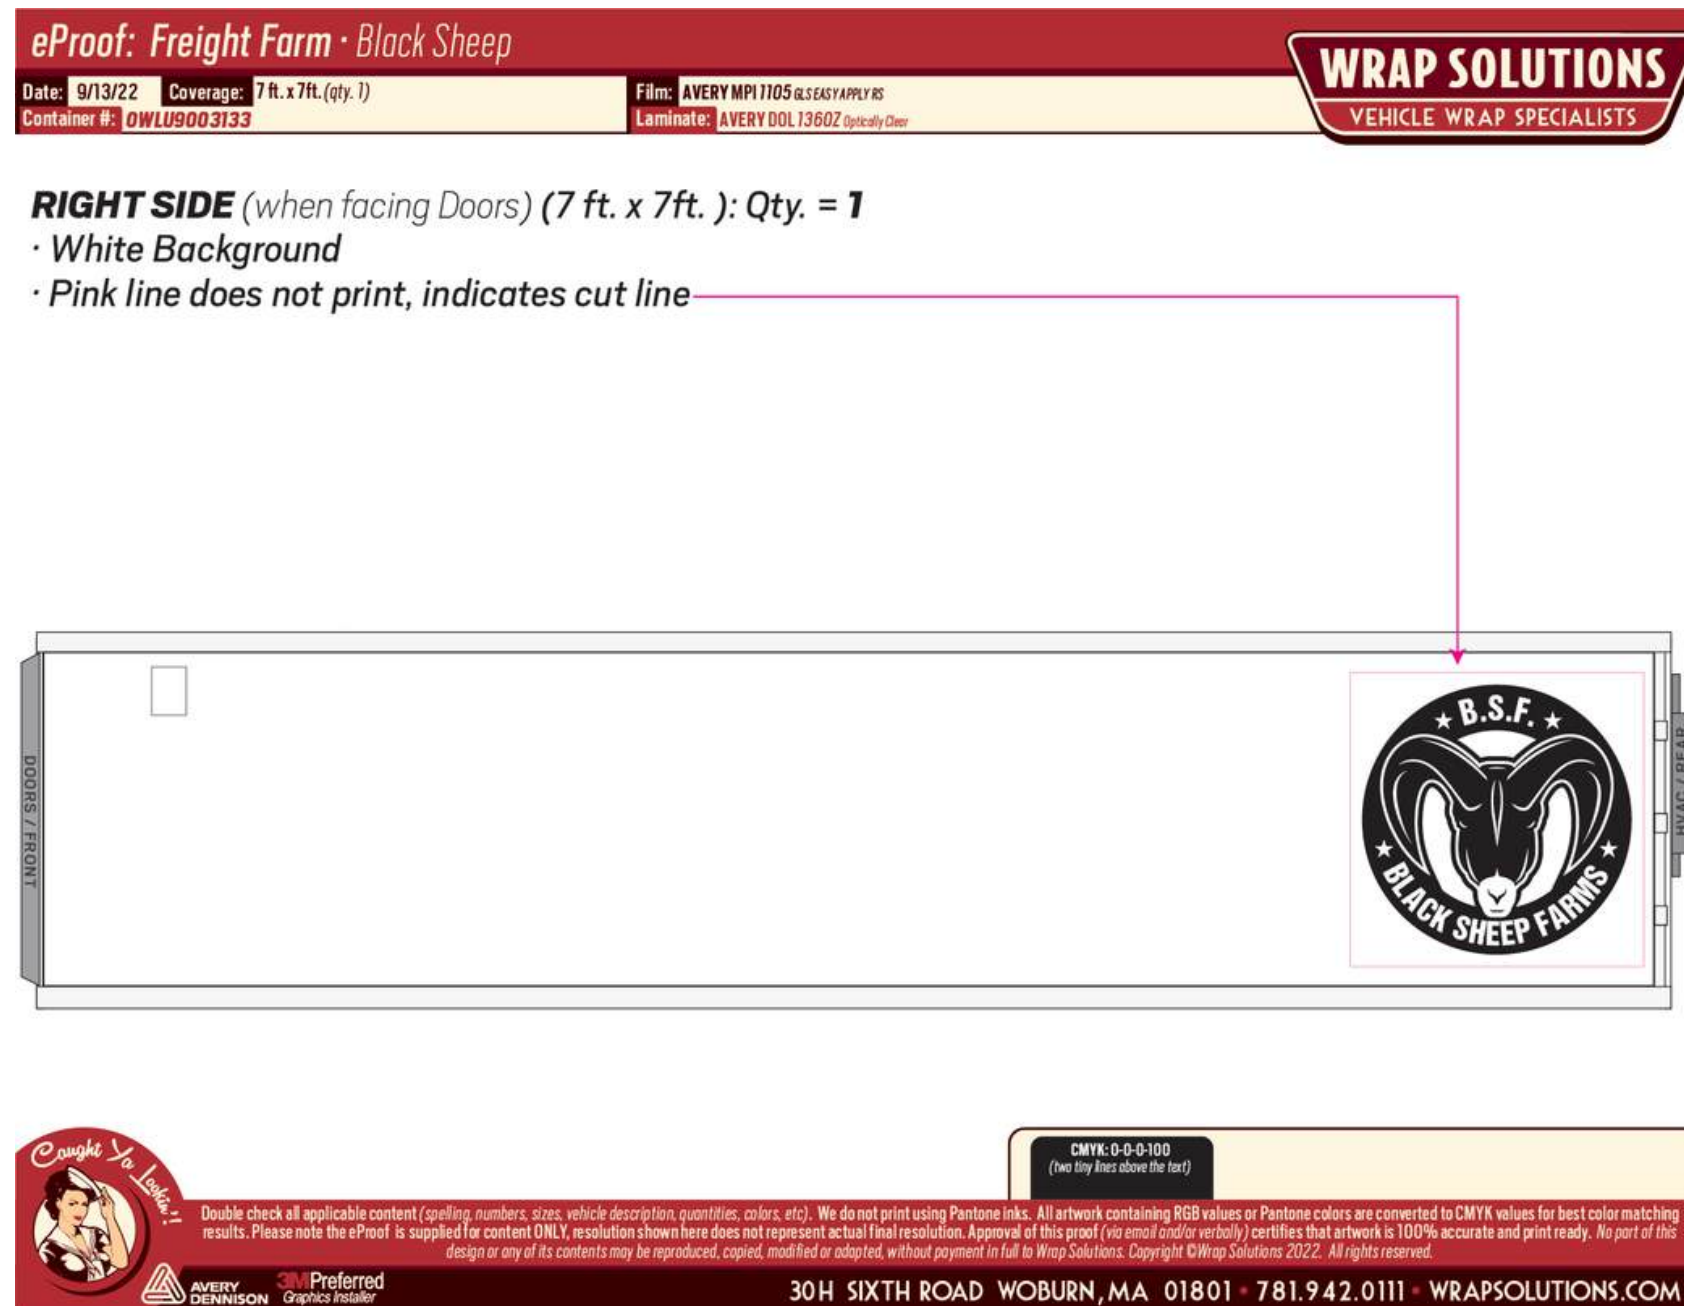 eProof: Freight Farm · Black Sheep
WRAP SOLUTIONS
VEHICLE WRAP SPECIALISTS
Date: 9/13/22 Coverage: 7 ft. x 7ft. (qty. 1)
Container #: OWLU9003133
Film: AVERY MPI 1105 GLS EASY APPLY RS
Laminate: AVERY DOL 1360Z Optically Clear
RIGHT SIDE (when facing Doors) (7 ft. x 7ft. ): Qty. = 1
· White Background
· Pink line does not print, indicates cut line
DOORS / FRONT
B.S.F.
BLACK SHEEP FARMS
HVAC / REAR
Caught Ya Lookin'!
CMYK: 0-0-0-100
(two tiny lines above the text)
Double check all applicable content (spelling, numbers, sizes, vehicle description, quantities, colors, etc). We do not print using Pantone inks. All artwork containing RGB values or Pantone colors are converted to CMYK values for best color matching
results. Please note the eProof is supplied for content ONLY, resolution shown here does not represent actual final resolution. Approval of this proof (via email and/or verbally) certifies that artwork is 100% accurate and print ready. No part of this
design or any of its contents may be reproduced, copied, modified or adapted, without payment in full to Wrap Solutions. Copyright ©Wrap Solutions 2022. All rights reserved.
AVERY
DENNISON
3M Preferred
Graphics Installer
30H SIXTH ROAD WOBURN, MA 01801 • 781.942.0111 • WRAPSOLUTIONS.COM